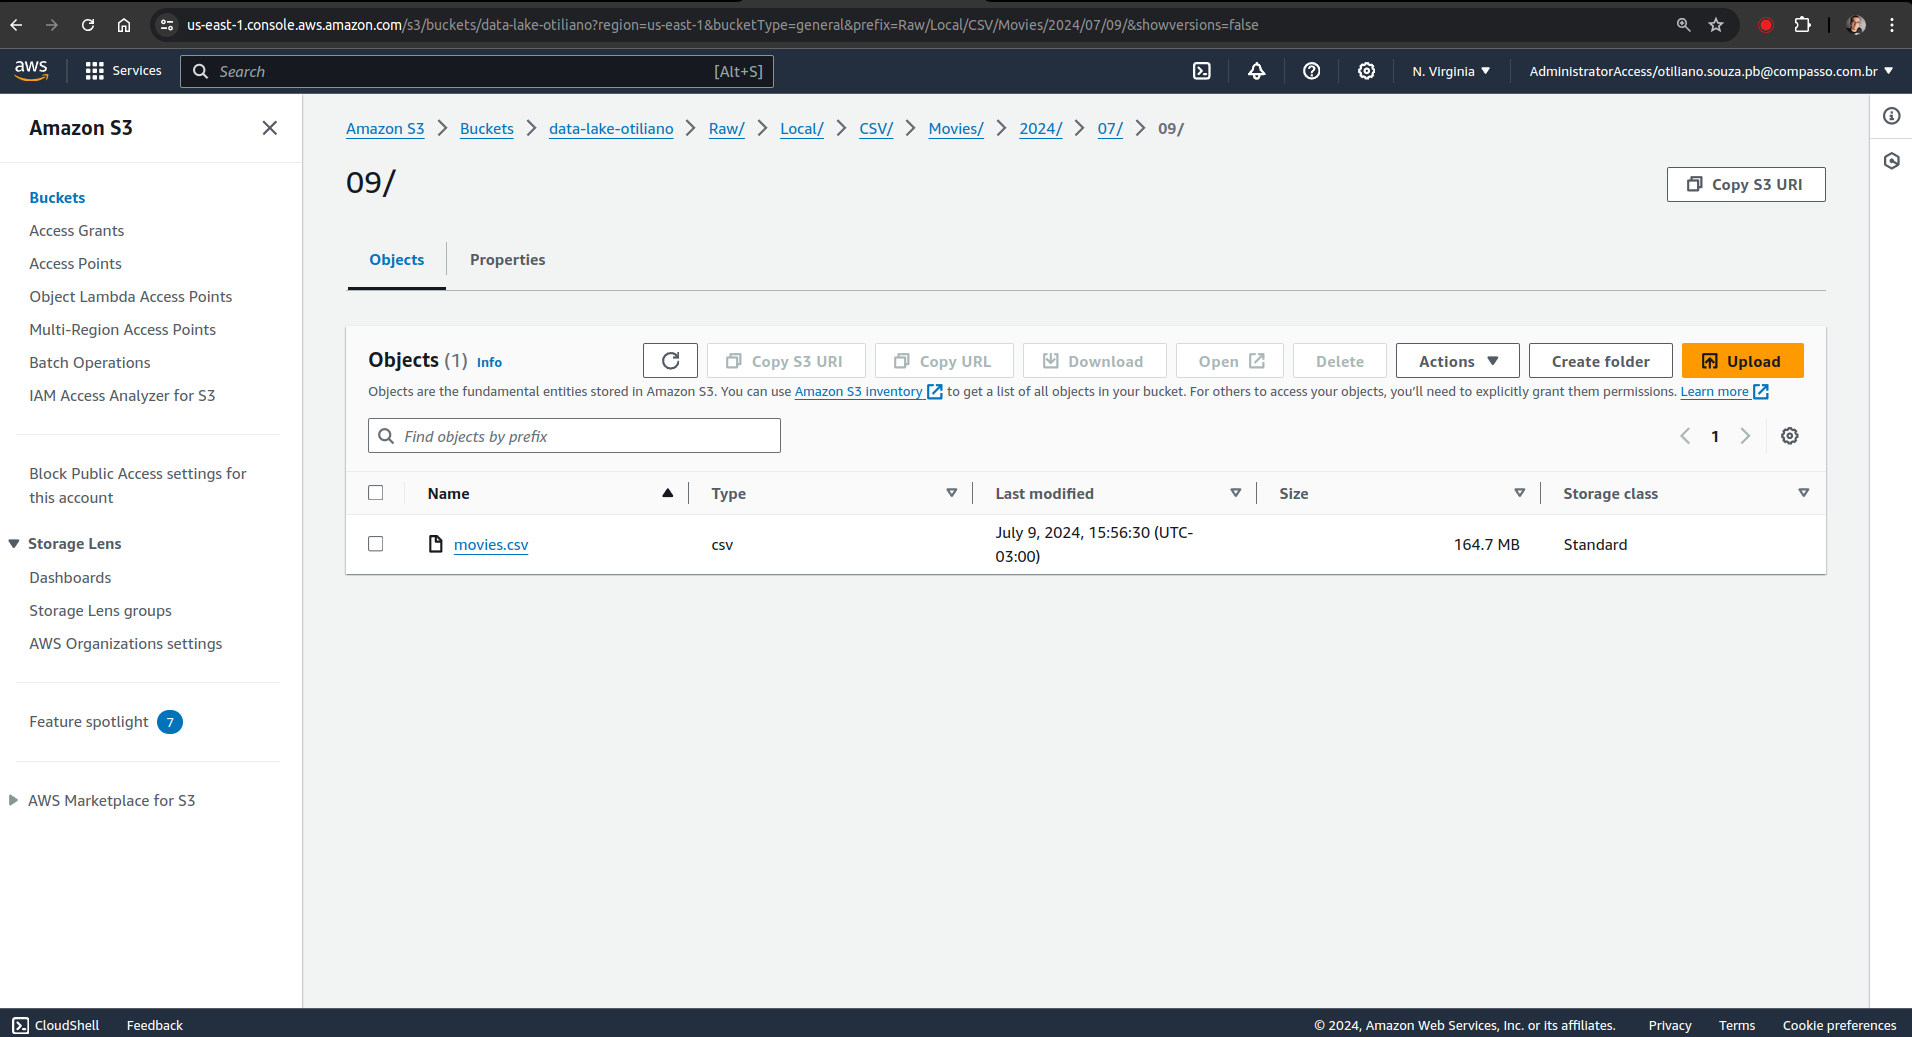 us-east-1.console.aws.amazon.com/s3/buckets/data-lake-otiliano?region=us-east-1&bucketType=general&prefix=Raw/Local/CSV/Movies/2024/07/09/&showversions=false
aws Services Search [Alt+S] N. Virginia AdministratorAccess/otiliano.souza.pb@compasso.com.br
Amazon S3
Buckets
Access Grants
Access Points
Object Lambda Access Points
Multi-Region Access Points
Batch Operations
IAM Access Analyzer for S3
Block Public Access settings for
this account
Storage Lens
Dashboards
Storage Lens groups
AWS Organizations settings
Feature spotlight 7
AWS Marketplace for S3
Amazon S3 Buckets data-lake-otiliano Raw/ Local/ CSV/ Movies/ 2024/ 07/ 09/
09/
Copy S3 URI
Objects Properties
Objects (1) Info
Copy S3 URI Copy URL Download Open Delete Actions Create folder Upload
Objects are the fundamental entities stored in Amazon S3. You can use Amazon S3 inventory to get a list of all objects in your bucket. For others to access your objects, you'll need to explicitly grant them permissions. Learn more
Find objects by prefix
1
Name Type Last modified Size Storage class
movies.csv csv July 9, 2024, 15:56:30 (UTC-
03:00) 164.7 MB Standard
CloudShell Feedback © 2024, Amazon Web Services, Inc. or its affiliates. Privacy Terms Cookie preferences